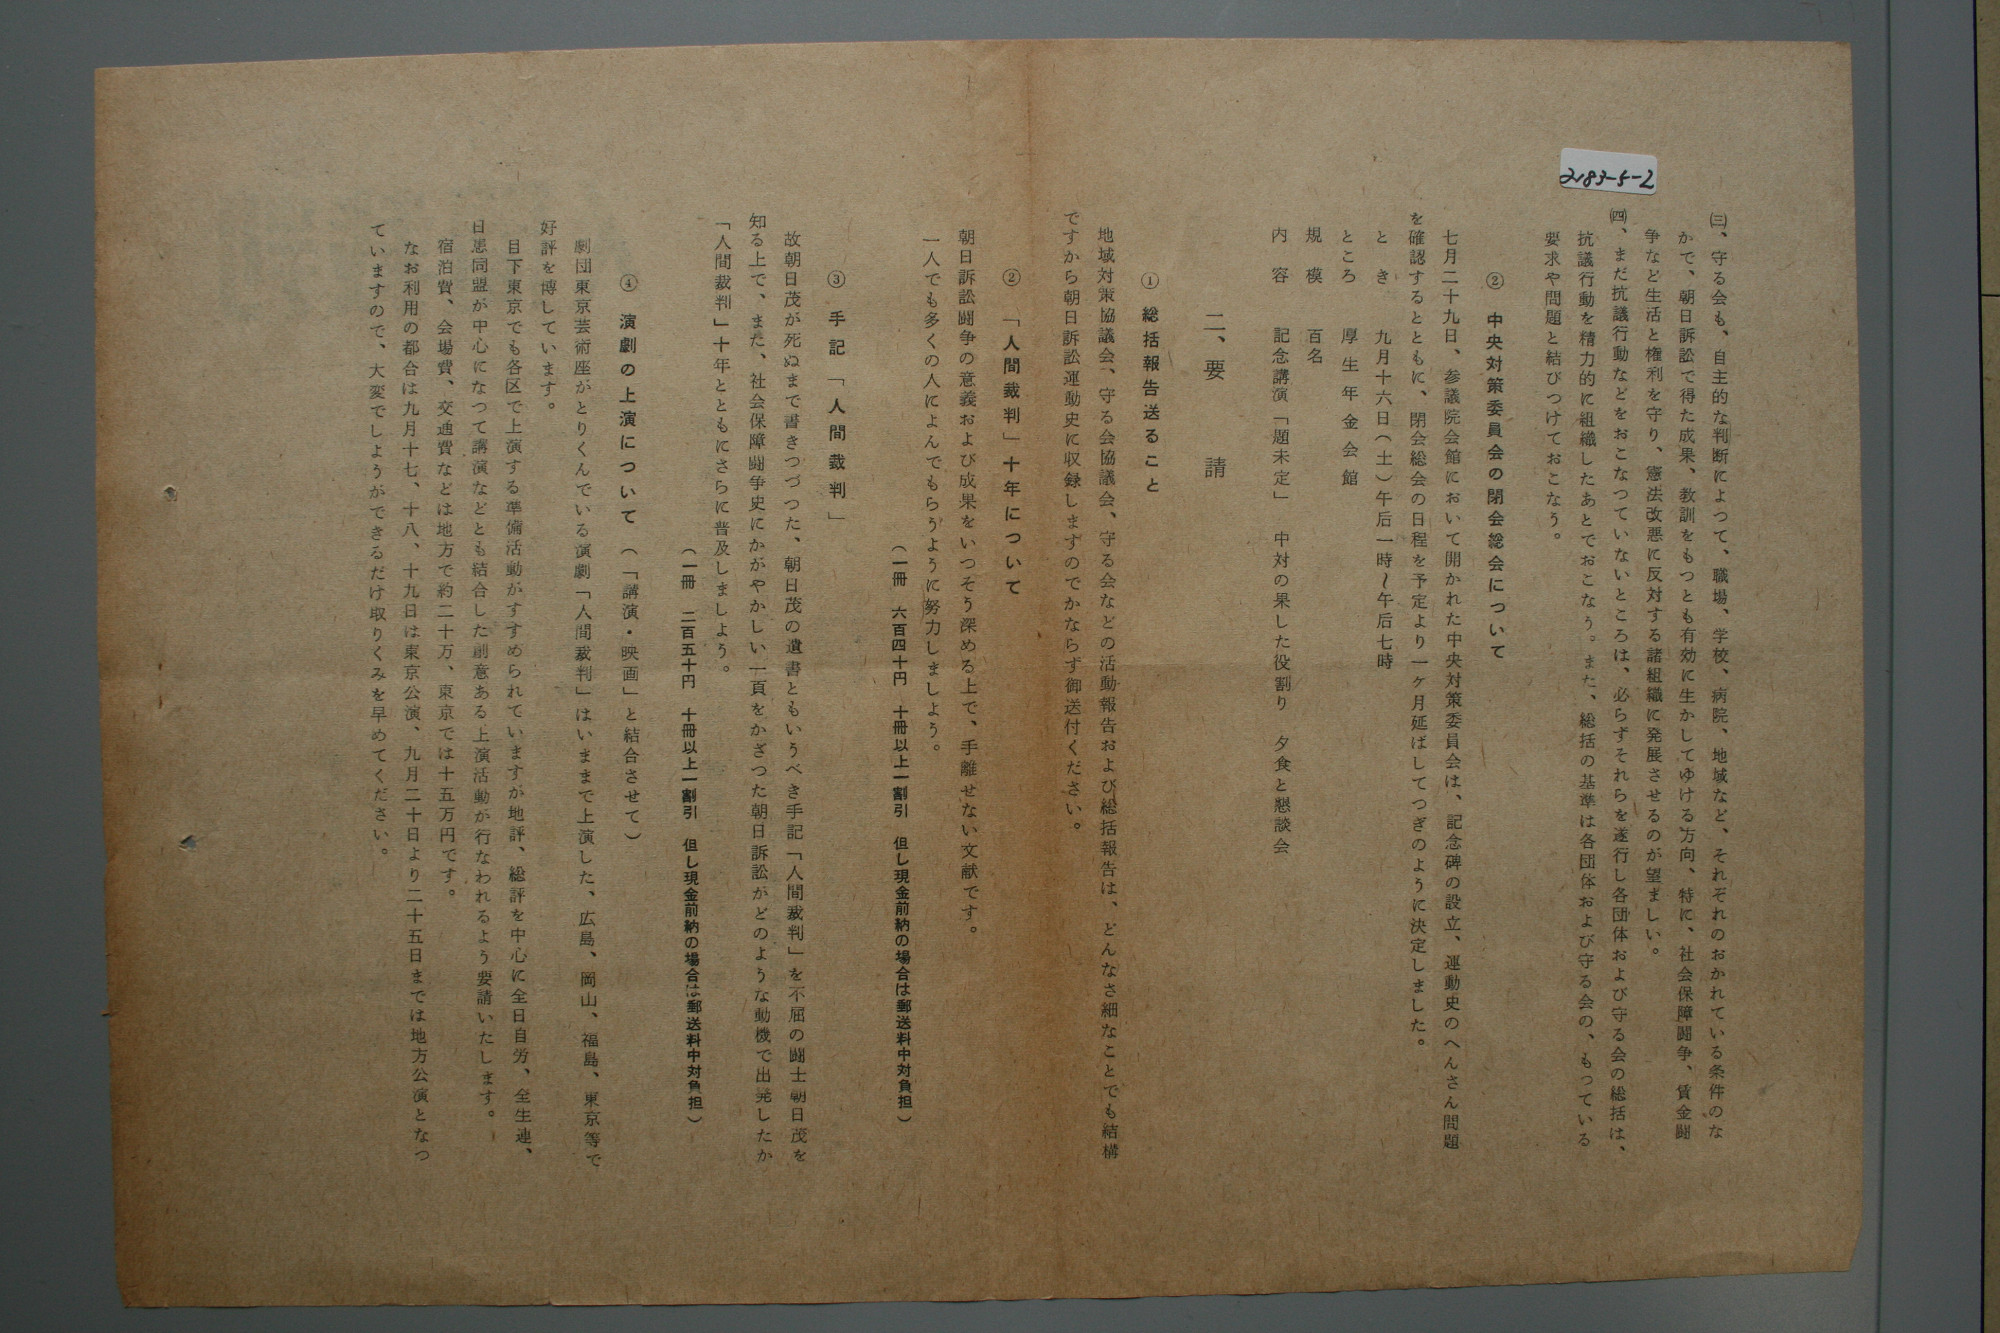 2183-5-2
㈢、守る会も、自主的な判断によつて、職場、学校、病院、地域など、それぞれのおかれている条件のな
かで、朝日訴訟で得た成果、教訓をもつとも有効に生かしてゆける方向、特に、社会保障闘争、賃金闘
争など生活と権利を守り、憲法改悪に反対する諸組織に発展させるのが望ましい。
㈣、まだ抗議行動などをおこなつていないところは、必らずそれらを遂行し各団体および守る会の総括は、
抗議行動を精力的に組織したあとでおこなう。また、総括の基準は各団体および守る会の、もつている
要求や問題と結びつけておこなう。
② 中央対策委員会の閉会総会について
七月二十九日、参議院会館において開かれた中央対策委員会は、記念碑の設立、運動史のへんさん問題
を確認するとともに、閉会総会の日程を予定より一ケ月延ばしてつぎのように決定しました。
とき 九月十六日（土）午后一時〜午后七時
ところ 厚生年金会館
規模 百名
内容 記念講演「題未定」 中対の果した役割り 夕食と懇談会
二、要請
① 総括報告送ること
地域対策協議会、守る会協議会、守る会などの活動報告および総括報告は、どんなさ細なことでも結構
ですから朝日訴訟運動史に収録しますのでかならず御送付ください。
② 「人間裁判」十年について
朝日訴訟闘争の意義および成果をいつそう深める上で、手離せない文献です。
一人でも多くの人によんでもらうように努力しましよう。
（一冊 六百四十円 十冊以上一割引 但し現金前納の場合は郵送料中対負担）
③ 手記「人間裁判」
故朝日茂が死ぬまで書きつづつた、朝日茂の遺書ともいうべき手記「人間裁判」を不屈の闘士朝日茂を
知る上で、また、社会保障闘争史にかがやかしい一頁をかざつた朝日訴訟がどのような動機で出発したか
「人間裁判」十年とともにさらに普及しましよう。
（一冊 二百五十円 十冊以上一割引 但し現金前納の場合は郵送料中対負担）
④ 演劇の上演について（「講演・映画」と結合させて）
劇団東京芸術座がとりくんでいる演劇「人間裁判」はいままで上演した、広島、岡山、福島、東京等で
好評を博しています。
目下東京でも各区で上演する準備活動がすすめられていますが地評、総評を中心に全日自労、全生連、
日患同盟が中心になつて講演などとも結合した創意ある上演活動が行なわれるよう要請いたします。
宿泊費、会場費、交通費などは地方で約二十万、東京では十五万円です。
なお利用の都合は九月十七、十八、十九日は東京公演、九月二十日より二十五日までは地方公演となつ
ていますので、大変でしようができるだけ取りくみを早めてください。